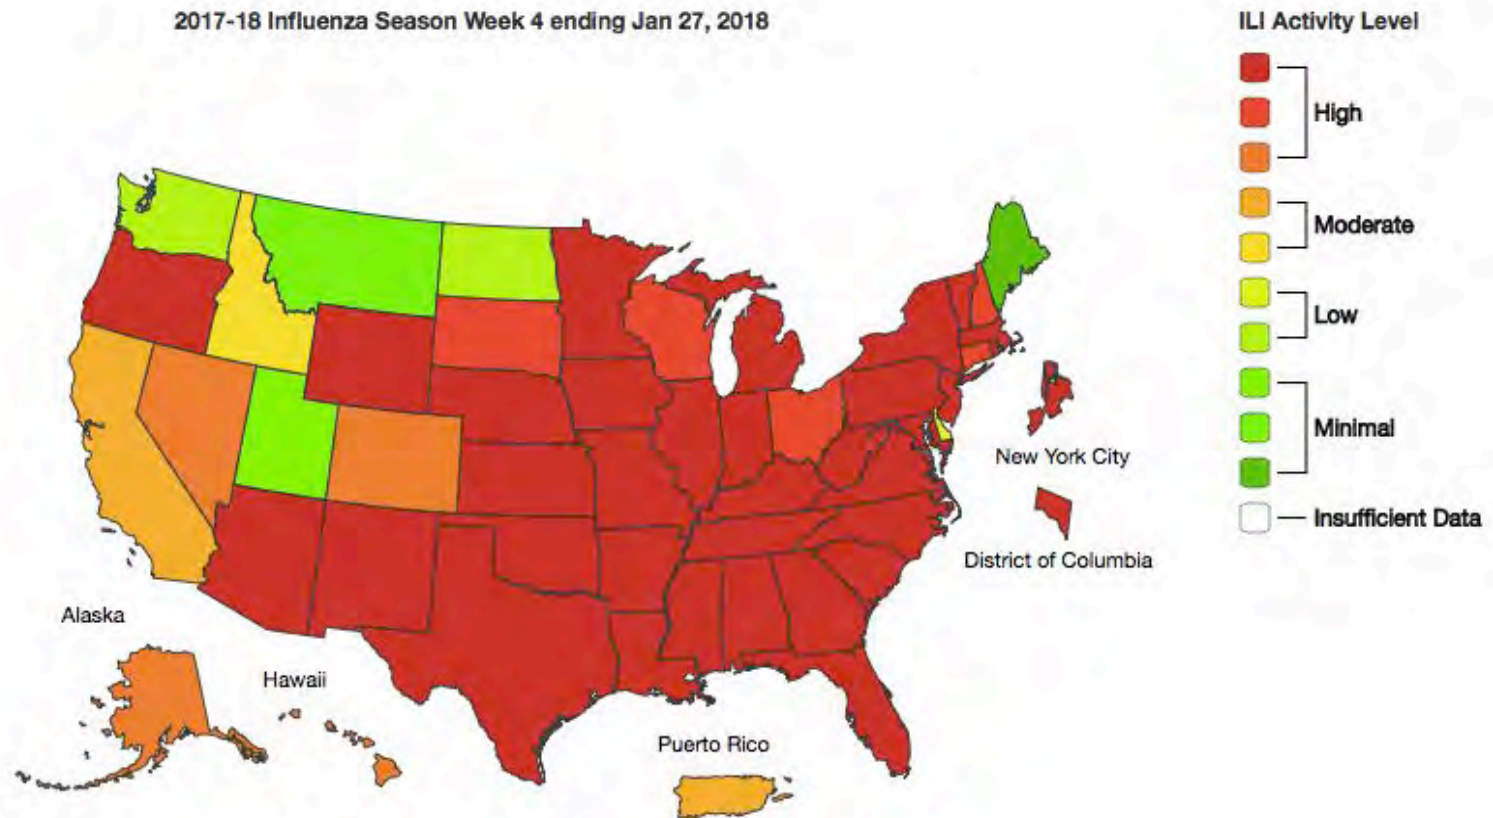 2017-18 Influenza Season Week 4 ending Jan 27, 2018
ILI Activity Level
High
Moderate
Low
Minimal
Insufficient Data
New York City
District of Columbia
Alaska
Hawaii
Puerto Rico